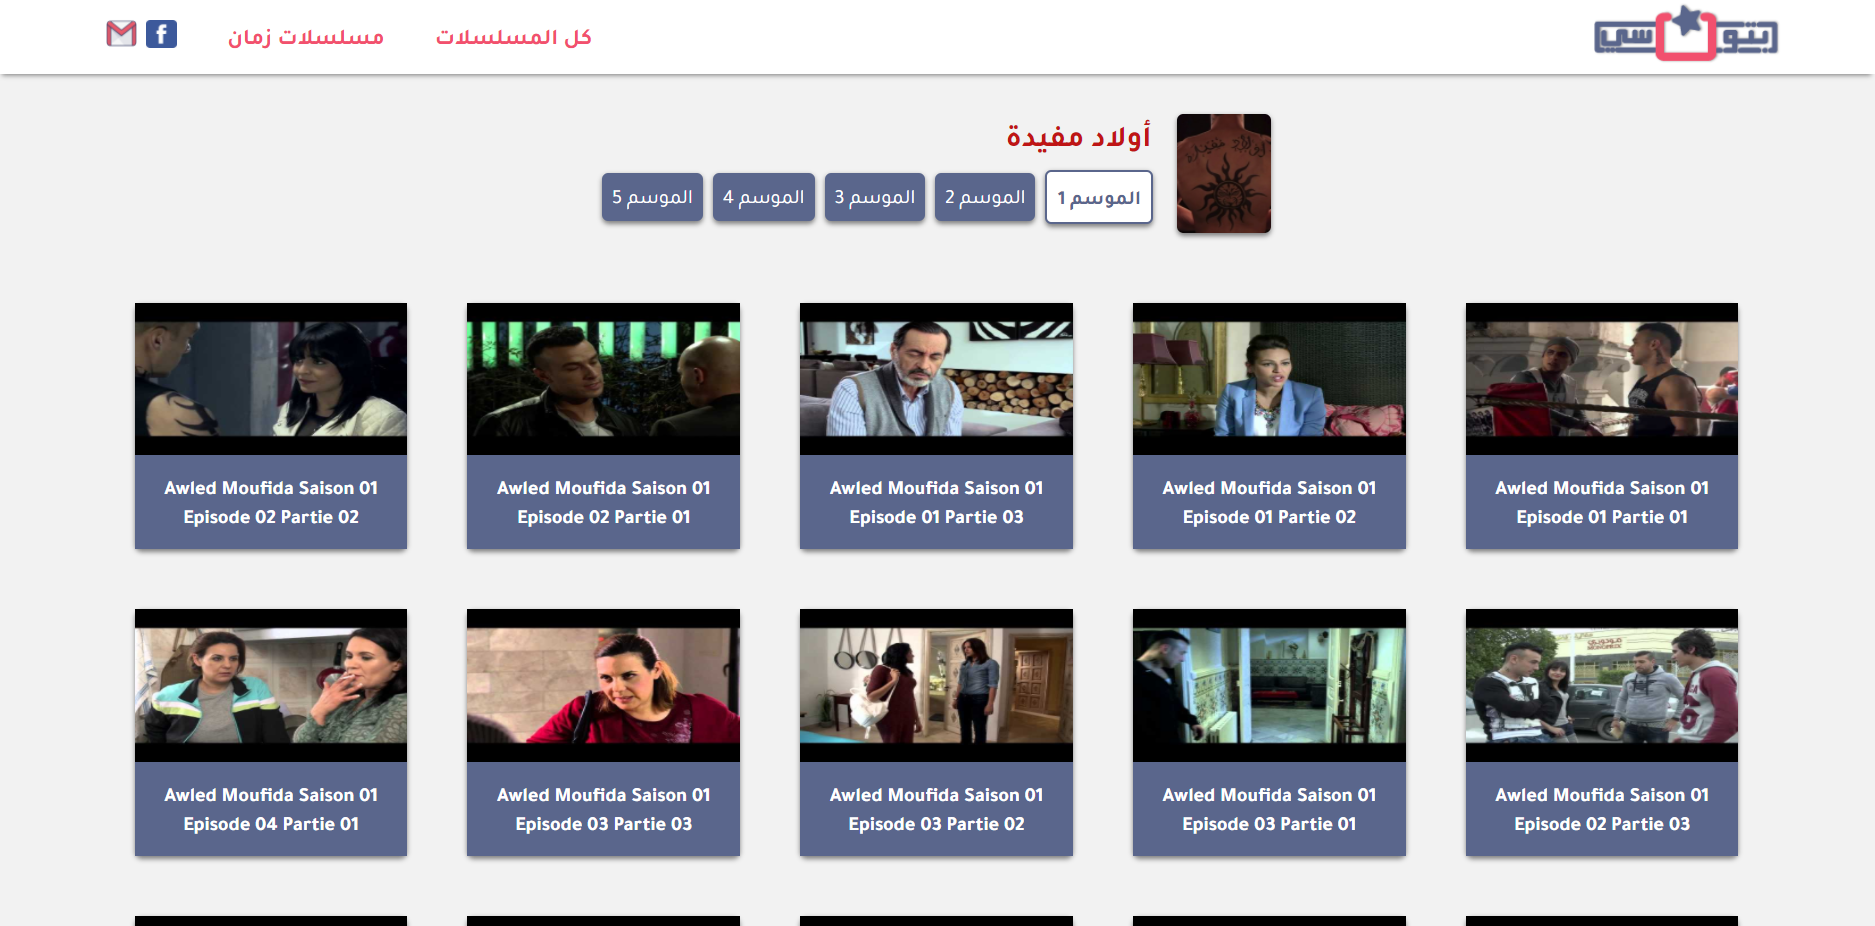 كل المسلسلات
مسلسلات زمان
أولاد مفيدة
الموسم 1
الموسم 2
الموسم 3
الموسم 4
الموسم 5
Awled Moufida Saison 01
Episode 01 Partie 01
Awled Moufida Saison 01
Episode 01 Partie 02
Awled Moufida Saison 01
Episode 01 Partie 03
Awled Moufida Saison 01
Episode 02 Partie 01
Awled Moufida Saison 01
Episode 02 Partie 02
Awled Moufida Saison 01
Episode 02 Partie 03
Awled Moufida Saison 01
Episode 03 Partie 01
Awled Moufida Saison 01
Episode 03 Partie 02
Awled Moufida Saison 01
Episode 03 Partie 03
Awled Moufida Saison 01
Episode 04 Partie 01